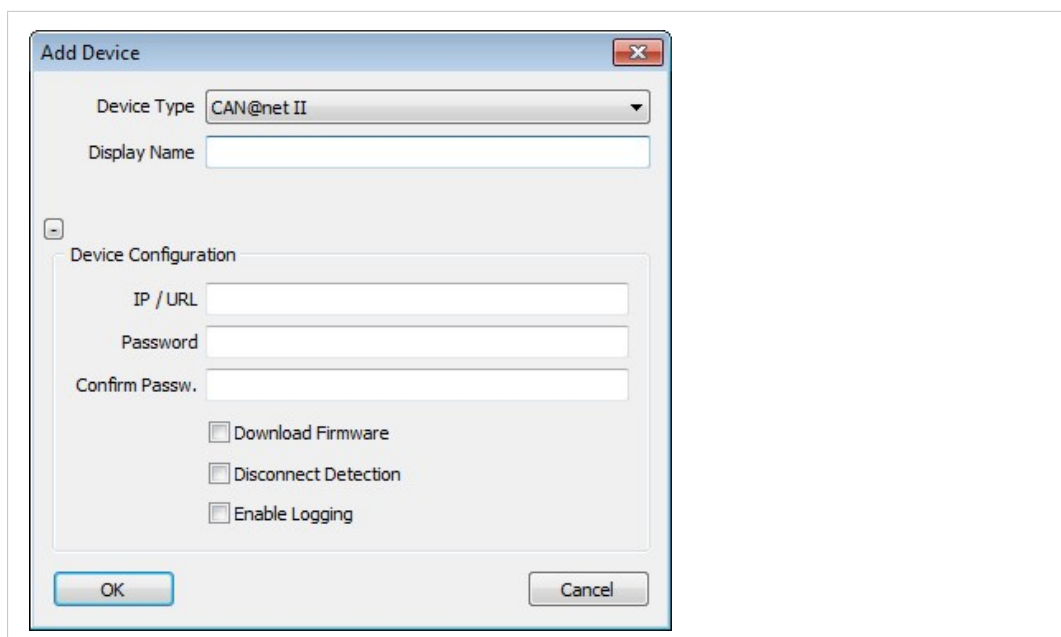 Add Device
Device Type CAN@net II
Display Name
-
Device Configuration
IP / URL
Password
Confirm Passw.
Download Firmware
Disconnect Detection
Enable Logging
OK Cancel